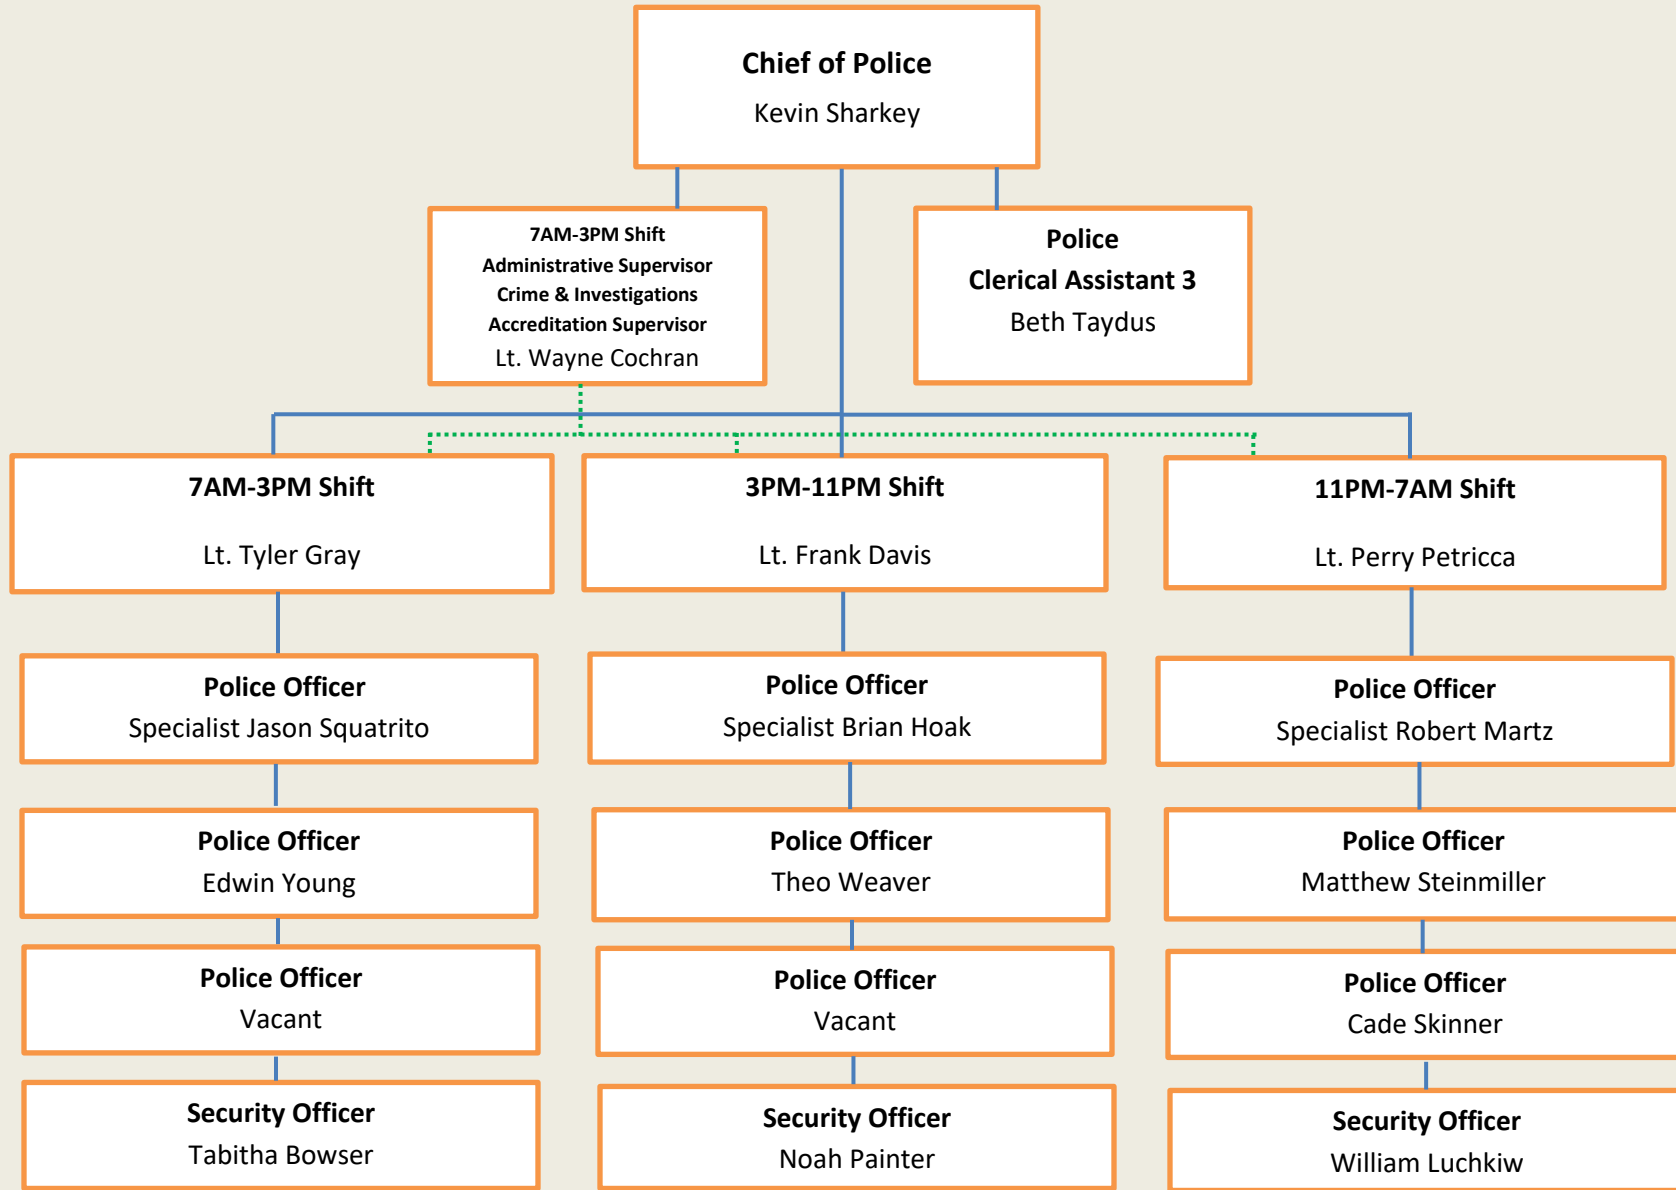 Chief of Police
Kevin Sharkey
7AM-3PM Shift
Administrative Supervisor
Crime & Investigations
Accreditation Supervisor
Lt. Wayne Cochran
Police
Clerical Assistant 3
Beth Taydus
7AM-3PM Shift
Lt. Tyler Gray
3PM-11PM Shift
Lt. Frank Davis
11PM-7AM Shift
Lt. Perry Petricca
Police Officer
Specialist Jason Squatrito
Police Officer
Specialist Brian Hoak
Police Officer
Specialist Robert Martz
Police Officer
Edwin Young
Police Officer
Theo Weaver
Police Officer
Matthew Steinmiller
Police Officer
Vacant
Police Officer
Vacant
Police Officer
Cade Skinner
Security Officer
Tabitha Bowser
Security Officer
Noah Painter
Security Officer
William Luchkiw